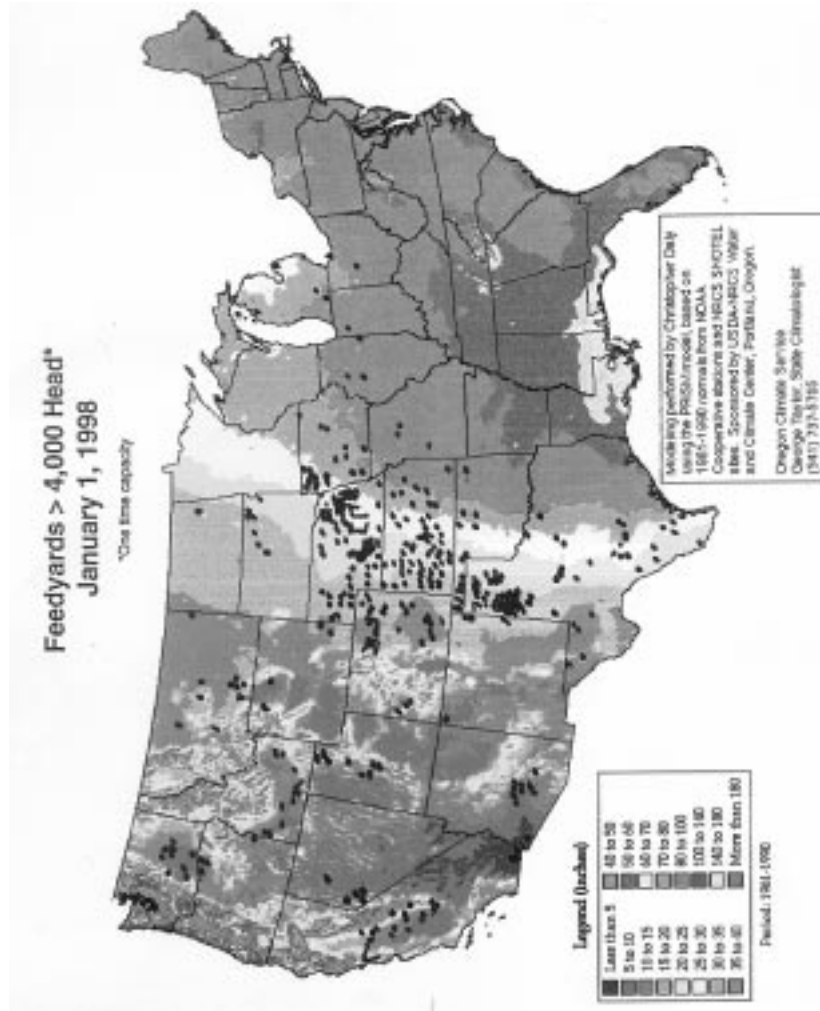 Feedyards > 4,000 Head*
January 1, 1998
*One time capacity
Modeling performed by Christopher Daly
using the PRISM model, based on
1961-1990 normals from NOAA
Cooperative stations and NRCS SNOTEL
sites. Sponsored by USDA-NRCS Water
and Climate Center, Portland, Oregon.
Oregon Climate Service
George Taylor, State Climatologist
(541) 737-5705
Legend (inches)
Less than 5
5 to 10
10 to 15
15 to 20
20 to 25
25 to 30
30 to 35
35 to 40
40 to 50
50 to 60
60 to 70
70 to 80
80 to 100
100 to 140
140 to 180
More than 180
Period: 1961-1990